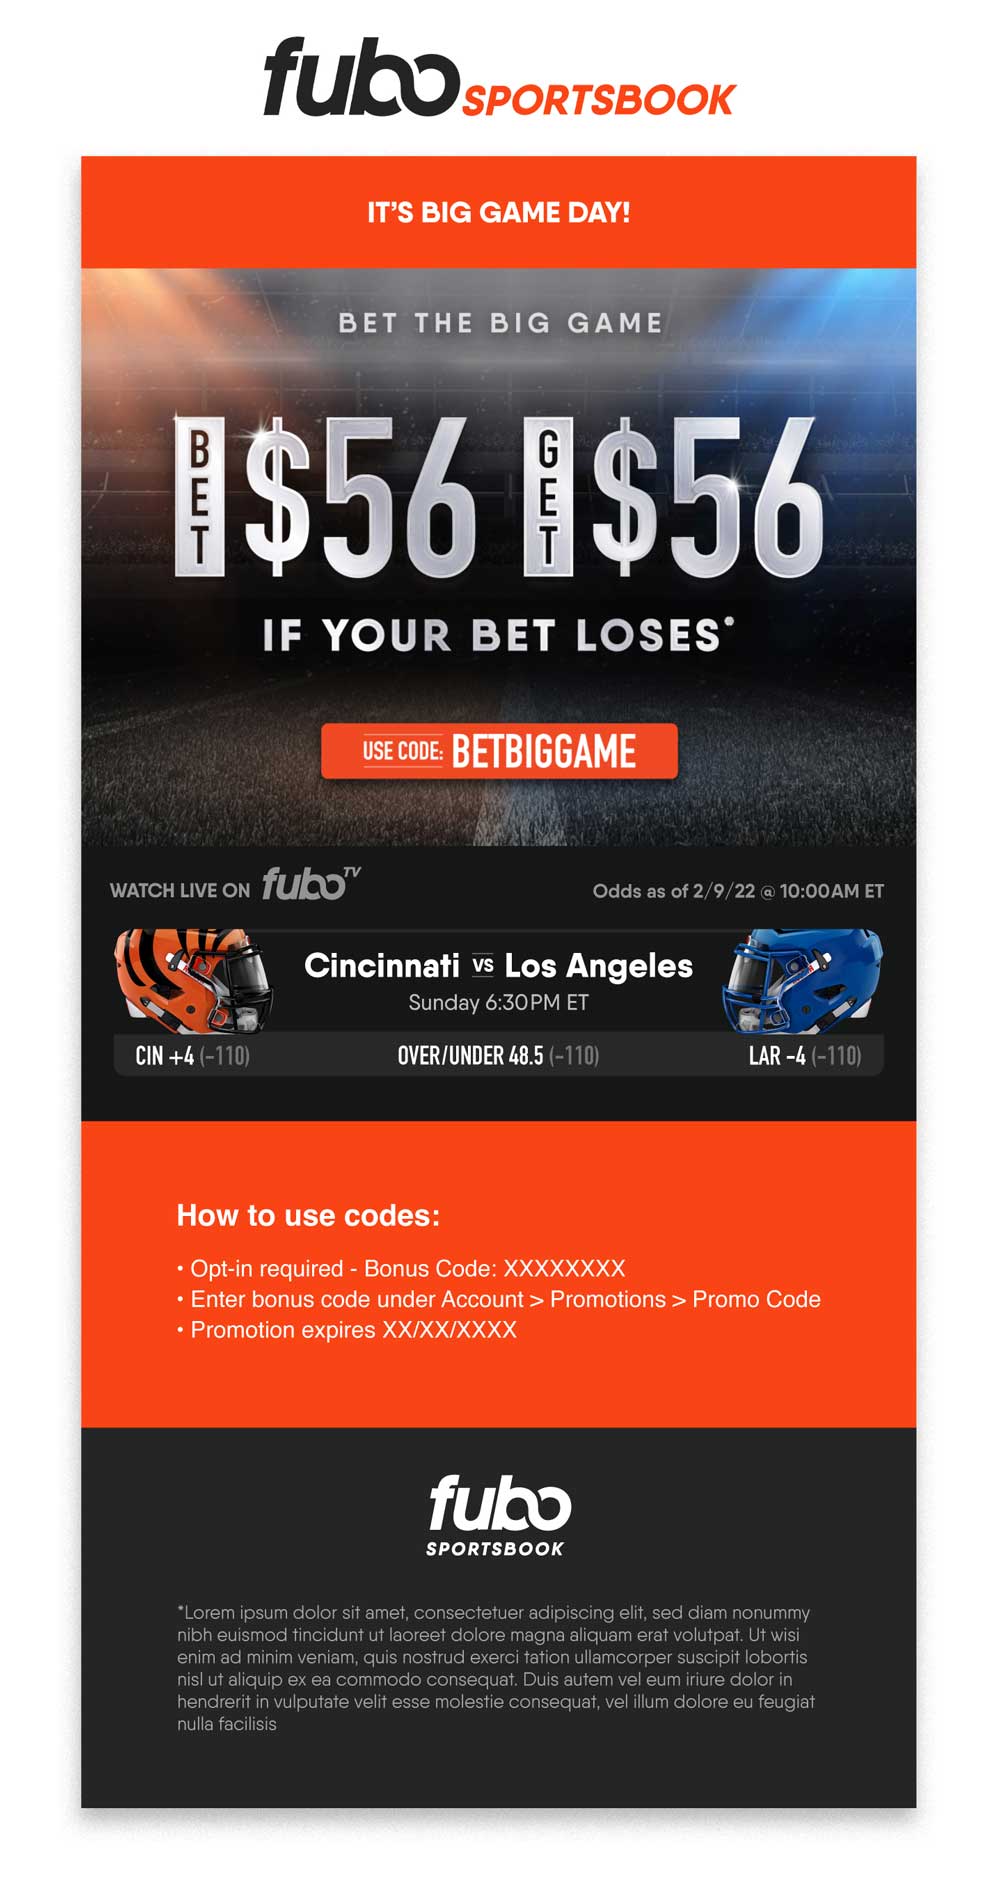 fubo SPORTSBOOK
IT'S BIG GAME DAY!
BET THE BIG GAME
BET $56 GET $56
IF YOUR BET LOSES*
USE CODE: BETBIGGAME
WATCH LIVE ON fuboTV
Odds as of 2/9/22 @ 10:00AM ET
Cincinnati VS Los Angeles
Sunday 6:30PM ET
CIN +4 (-110)
OVER/UNDER 48.5 (-110)
LAR -4 (-110)
How to use codes:
• Opt-in required - Bonus Code: XXXXXXXX
• Enter bonus code under Account > Promotions > Promo Code
• Promotion expires XX/XX/XXXX
fubo
SPORTSBOOK
*Lorem ipsum dolor sit amet, consectetuer adipiscing elit, sed diam nonummy
nibh euismod tincidunt ut laoreet dolore magna aliquam erat volutpat. Ut wisi
enim ad minim veniam, quis nostrud exerci tation ullamcorper suscipit lobortis
nisl ut aliquip ex ea commodo consequat. Duis autem vel eum iriure dolor in
hendrerit in vulputate velit esse molestie consequat, vel illum dolore eu feugiat
nulla facilisis